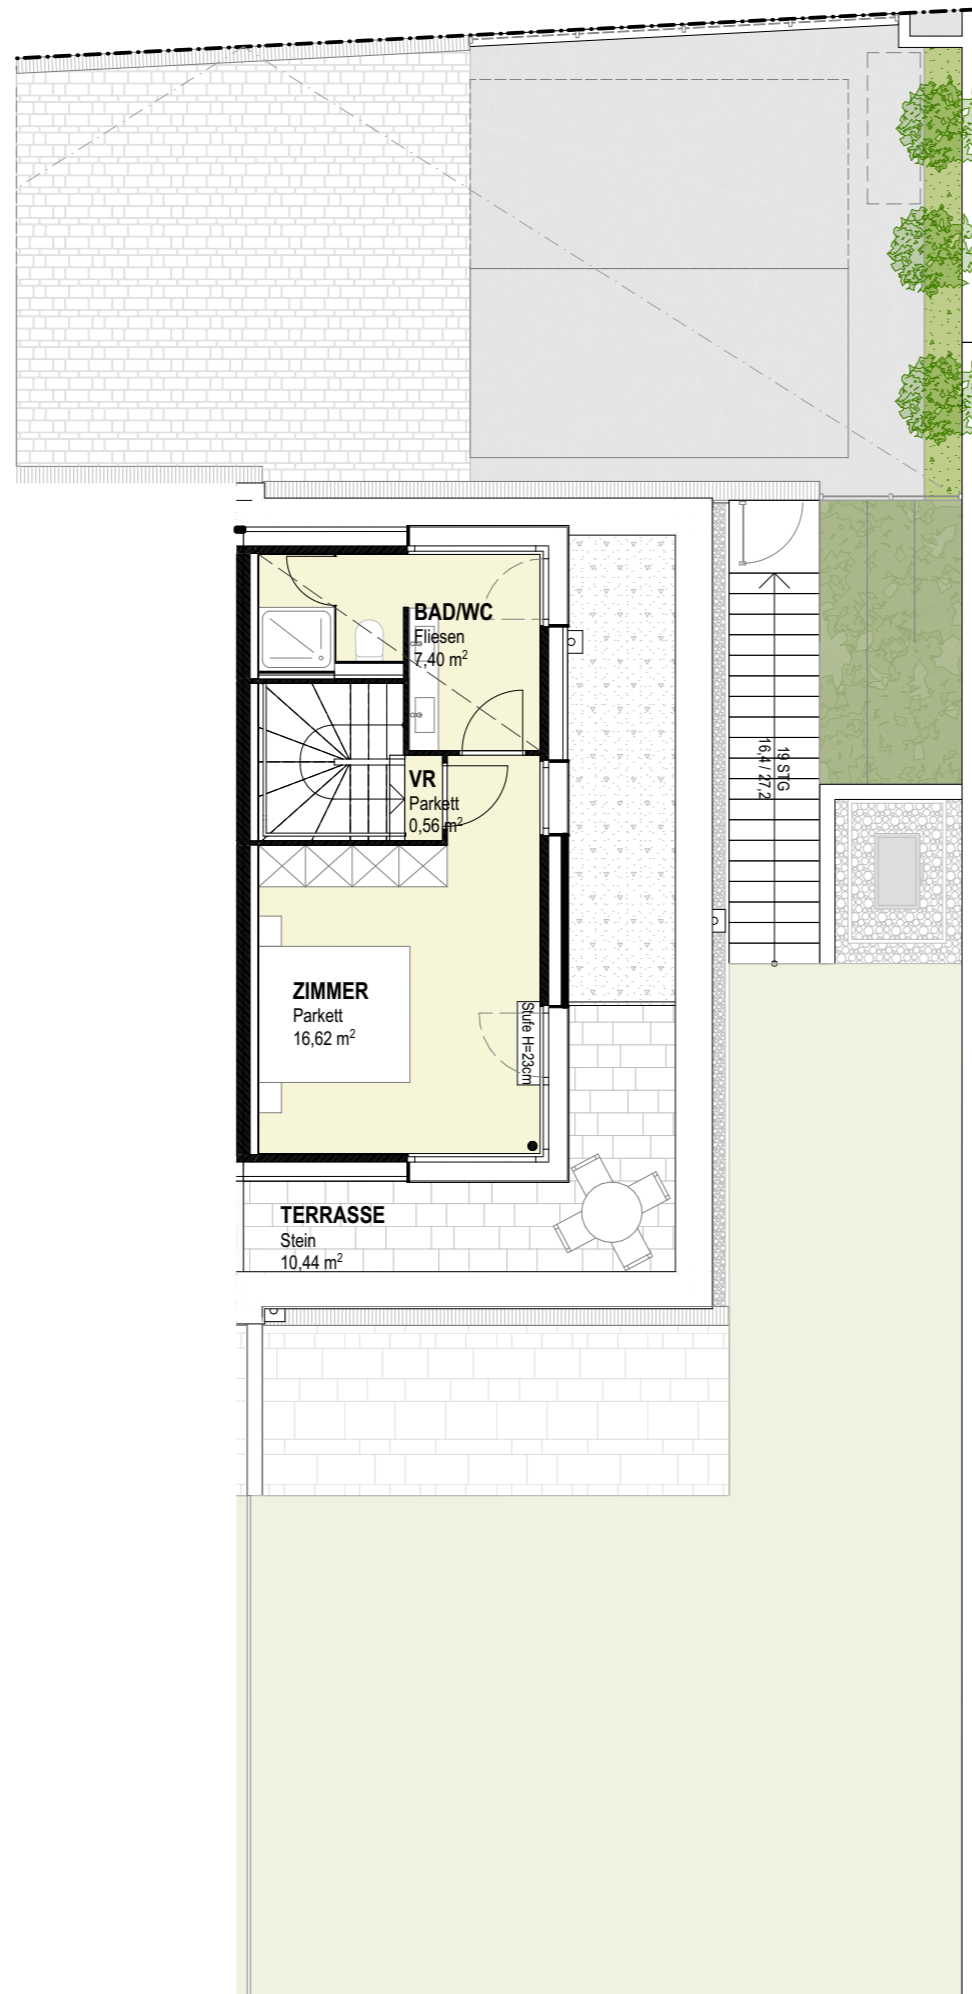 BAD/WC
Fliesen
7,40 m²
19 STG
16,4 / 27,2
VR
Parkett
0,56 m²
ZIMMER
Parkett
16,62 m²
Stufe H=23cm
TERRASSE
Stein
10,44 m²